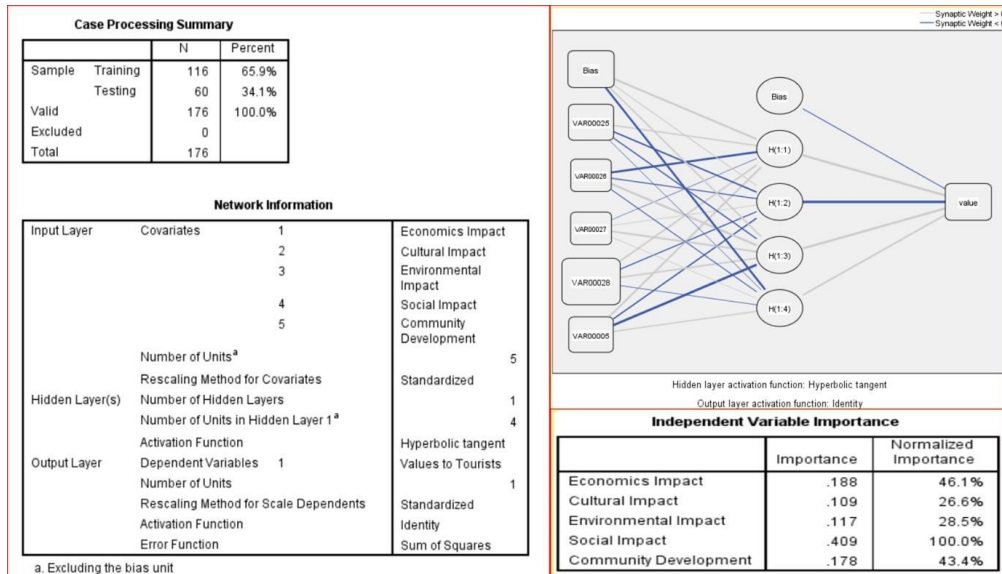 Case Processing Summary
N Percent
Sample Training 116 65.9%
Testing 60 34.1%
Valid 176 100.0%
Excluded 0
Total 176
Network Information
Input Layer Covariates 1 Economics Impact
2 Cultural Impact
3 Environmental
Impact
4 Social Impact
5 Community
Development
Number of Units a 5
Rescaling Method for Covariates Standardized
Hidden Layer(s) Number of Hidden Layers 1
Number of Units in Hidden Layer 1 a 4
Activation Function Hyperbolic tangent
Output Layer Dependent Variables 1 Values to Tourists
Number of Units 1
Rescaling Method for Scale Dependents Standardized
Activation Function Identity
Error Function Sum of Squares
a. Excluding the bias unit
Synaptic Weight >
Synaptic Weight <
Bias
VAR00025
VAR00026
VAR00027
VAR00028
VAR00005
Bias
H(1:1)
H(1:2)
H(1:3)
H(1:4)
value
Hidden layer activation function: Hyperbolic tangent
Output layer activation function: Identity
Independent Variable Importance
Normalized
Importance Importance
Economics Impact .188 46.1%
Cultural Impact .109 26.6%
Environmental Impact .117 28.5%
Social Impact .409 100.0%
Community Development .178 43.4%